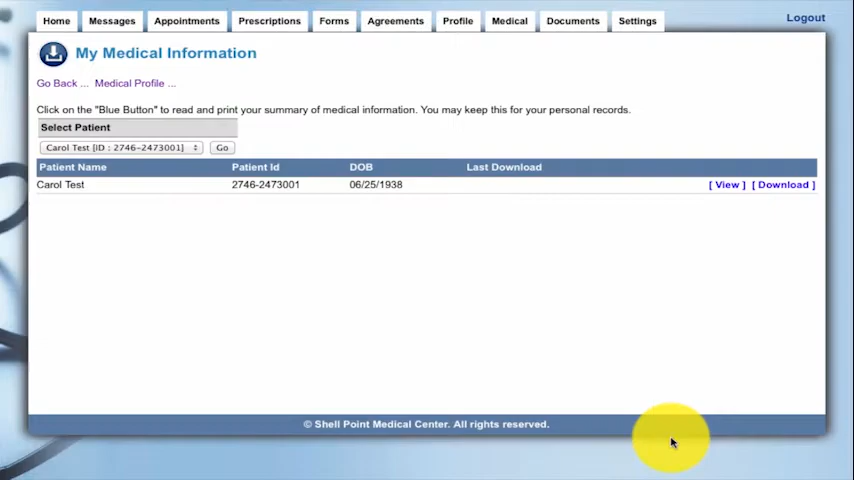 Home Messages Appointments Prescriptions Forms Agreements Profile Medical Documents Settings Logout
My Medical Information
Go Back ... Medical Profile ...
Click on the "Blue Button" to read and print your summary of medical information. You may keep this for your personal records.
Select Patient
Carol Test [ID : 2746-2473001] Go
Patient Name Patient Id DOB Last Download
Carol Test 2746-2473001 06/25/1938 [ View ] [ Download ]
© Shell Point Medical Center. All rights reserved.